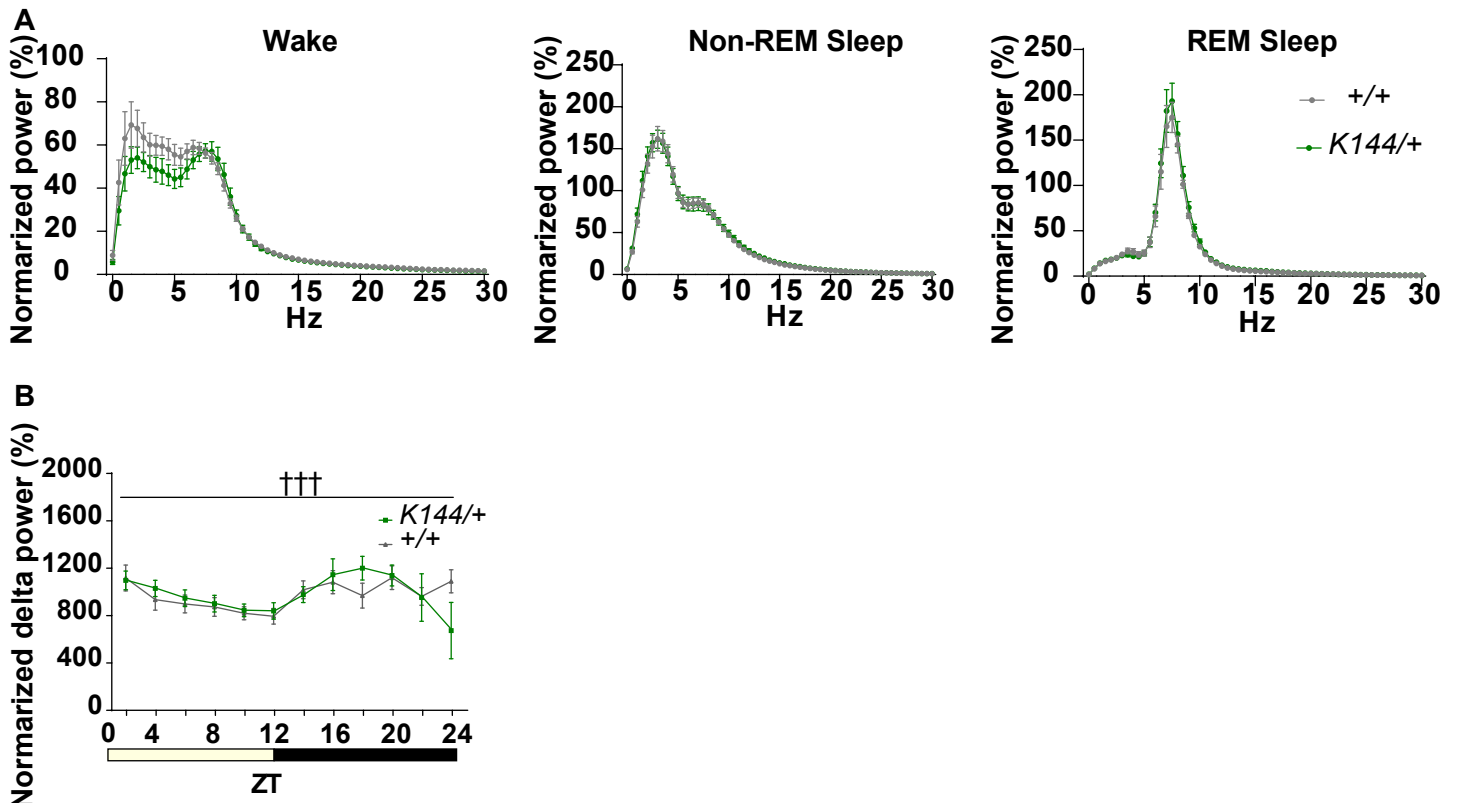 A
Wake
Normarized power (%)
100
80
60
40
20
0
0 5 10 15 20 25 30
Hz
Non-REM Sleep
Normarized power (%)
250
200
150
100
50
0
0 5 10 15 20 25 30
Hz
REM Sleep
Normarized power (%)
250
200
150
100
50
0
0 5 10 15 20 25 30
Hz
+/+
K144/+
B
Normarized delta power (%)
2000
1600
1200
800
400
0
†††
K144/+
+/+
0 4 8 12 16 20 24
ZT